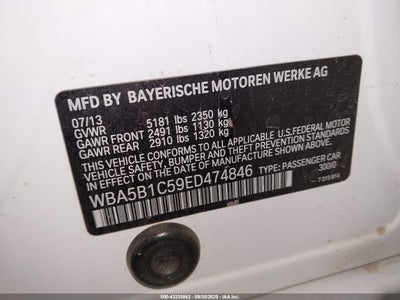 MFD BY BAYERISCHE MOTOREN WERKE AG
07/13
GVWR 5181 lbs 2350 kg
GAWR FRONT 2491 lbs 1130 kg
GAWR REAR 2910 lbs 1320 kg
THIS VEHICLE CONFORMS TO ALL APPLICABLE U.S. FEDERAL MOTOR
VEHICLE SAFETY, BUMPER, AND THEFT PREVENTION STANDARDS IN
EFFECT ON THE DATE OF MANUFACTURE SHOWN ABOVE.
WBA5B1C59ED474846 TYPE: PASSENGER CAR
300/0